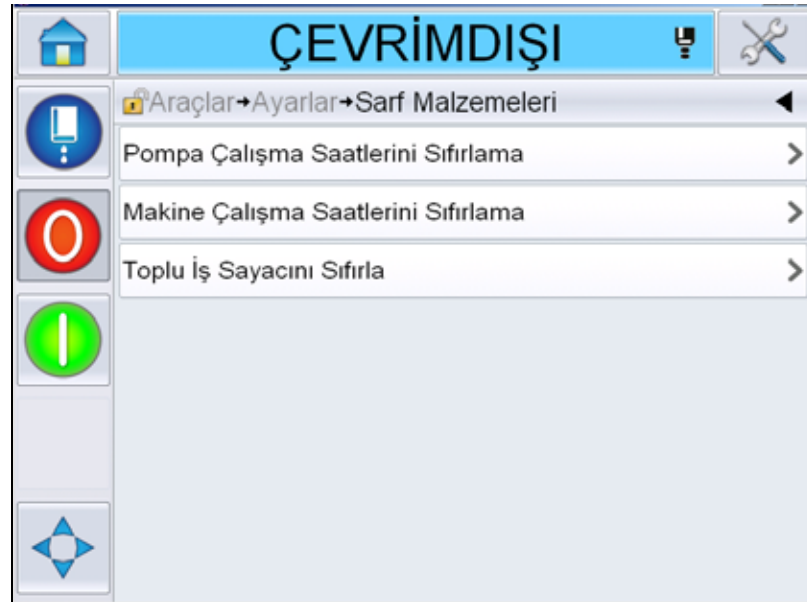 ÇEVRİMDIŞI
Araçlar→Ayarlar→Sarf Malzemeleri
Pompa Çalışma Saatlerini Sıfırlama
Makine Çalışma Saatlerini Sıfırlama
Toplu İş Sayacını Sıfırla